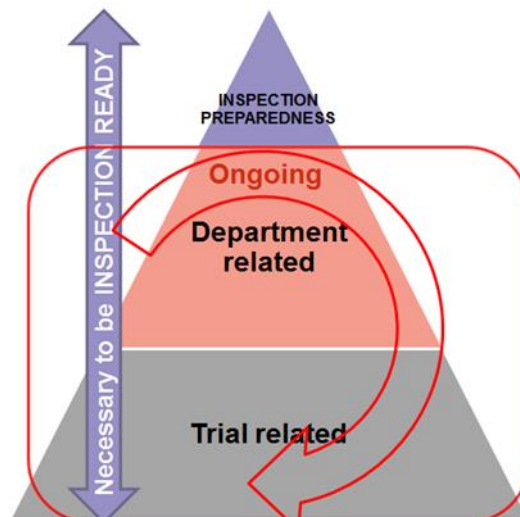 INSPECTION
PREPAREDNESS
Ongoing
Department
related
Trial related
Necessary to be INSPECTION READY